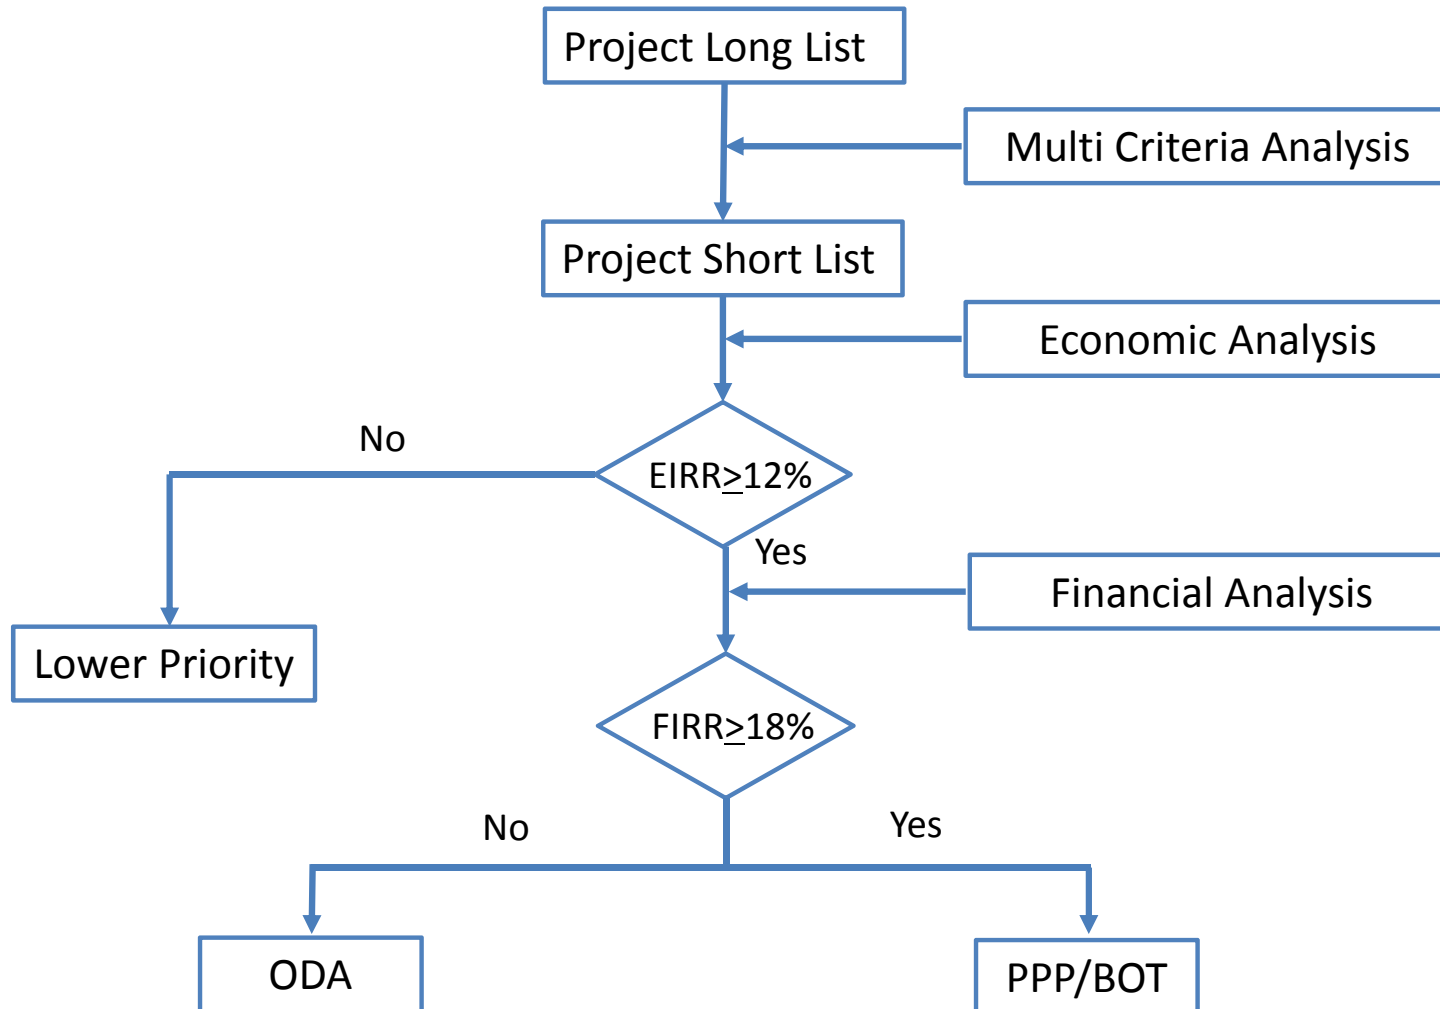 Project Long List
Multi Criteria Analysis
Project Short List
Economic Analysis
No
EIRR≥12%
Yes
Financial Analysis
Lower Priority
FIRR≥18%
No
Yes
ODA
PPP/BOT